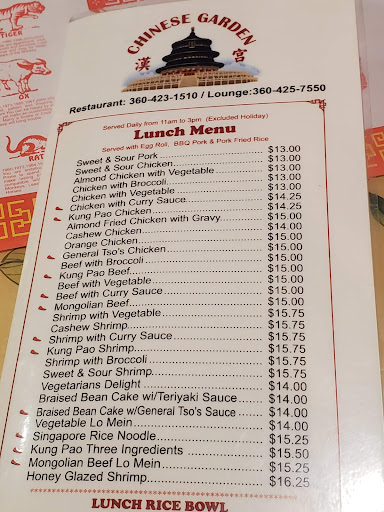 CHINESE GARDEN
漢宮
Restaurant: 360-423-1510 / Lounge:360-425-7550
Served Daily from 11am to 3pm (Excluded Holiday)
Lunch Menu
Served with Egg Roll, BBQ Pork & Pork Fried Rice
Sweet & Sour Pork $13.00
Sweet & Sour Chicken $13.00
Almond Chicken with Vegetable $13.00
Chicken with Broccoli $13.00
Chicken with Vegetable $13.00
Chicken with Curry Sauce $14.25
Kung Pao Chicken $14.25
Almond Fried Chicken with Gravy $15.00
Cashew Chicken $15.00
Orange Chicken $15.00
General Tso's Chicken $15.00
Beef with Broccoli $15.00
Kung Pao Beef $15.00
Beef with Vegetable $15.00
Beef with Curry Sauce $15.00
Mongolian Beef $15.00
Shrimp with Vegetable $15.75
Cashew Shrimp $15.75
Shrimp with Curry Sauce $15.75
Kung Pao Shrimp $15.75
Shrimp with Broccoli $15.75
Sweet & Sour Shrimp $15.75
Vegetarians Delight $14.00
Braised Bean Cake wi/Teriyaki Sauce $14.00
Braised Bean Cake w/General Tso's Sauce $14.00
Vegetable Lo Mein $14.00
Singapore Rice Noodle $15.25
Kung Pao Three Ingredients $15.50
Mongolian Beef Lo Mein $15.25
Honey Glazed Shrimp $16.25
LUNCH RICE BOWL
TIGER
OX
RAT